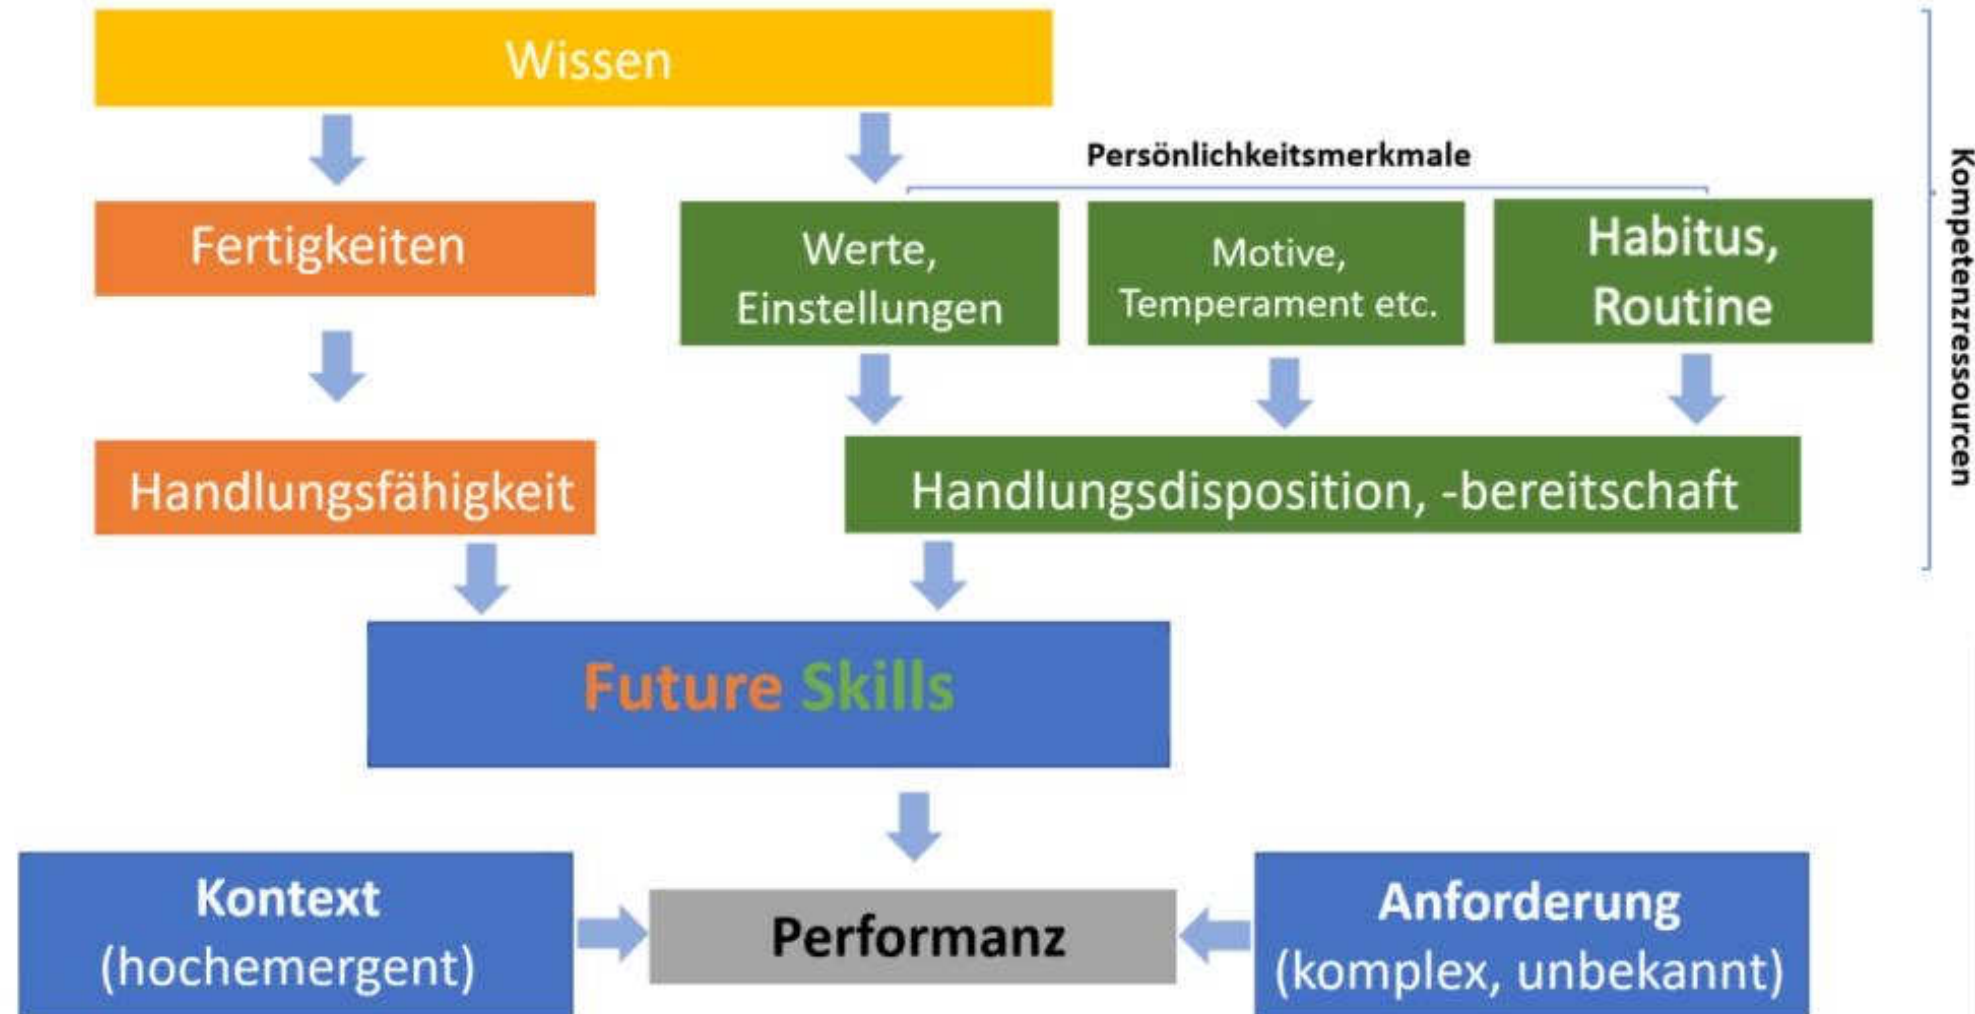 Wissen
Persönlichkeitsmerkmale
Fertigkeiten
Werte,
Einstellungen
Motive,
Temperament etc.
Habitus,
Routine
Kompetenzressourcen
Handlungsfähigkeit
Handlungsdisposition, -bereitschaft
Future Skills
Kontext
(hochemergent)
Performanz
Anforderung
(komplex, unbekannt)